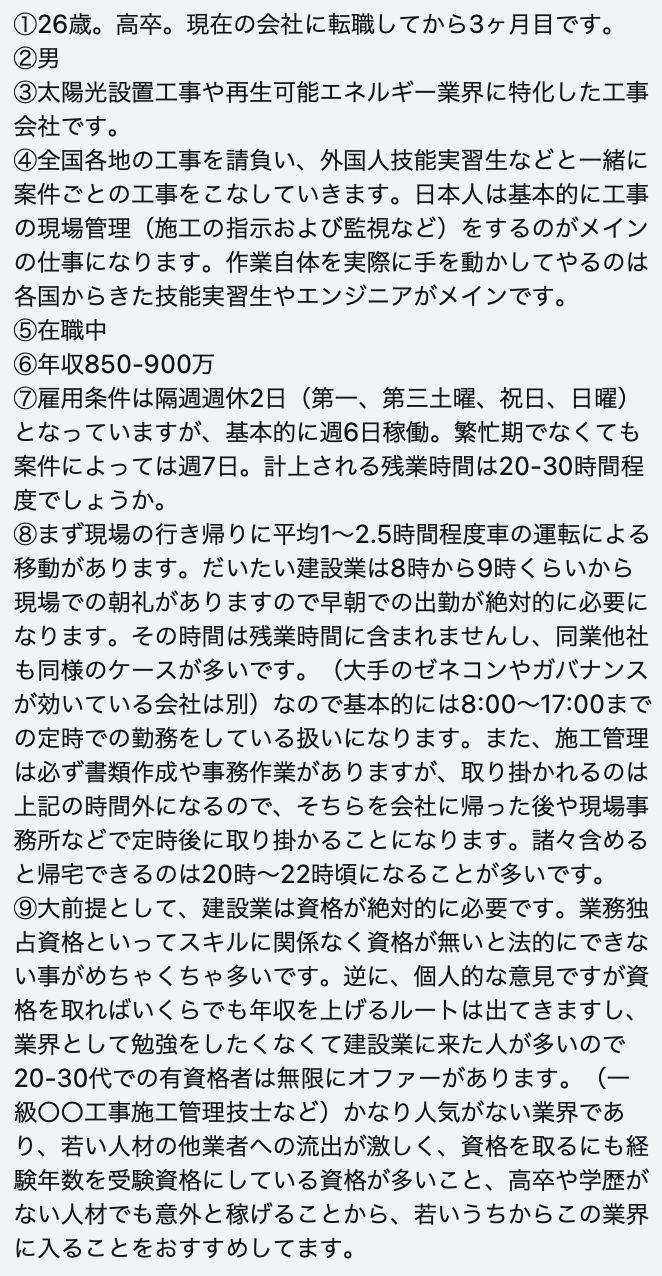 ①26歳。高卒。現在の会社に転職してから3ヶ月目です。
②男
③太陽光設置工事や再生可能エネルギー業界に特化した工事
会社です。
④全国各地の工事を請負い、外国人技能実習生などと一緒に
案件ごとの工事をこなしていきます。日本人は基本的に工事
の現場管理（施工の指示および監視など）をするのがメイン
の仕事になります。作業自体を実際に手を動かしてやるのは
各国からきた技能実習生やエンジニアがメインです。
⑤在職中
⑥年収850-900万
⑦雇用条件は隔週週休2日（第一、第三土曜、祝日、日曜）
となっていますが、基本的に週6日稼働。繁忙期でなくても
案件によっては週7日。計上される残業時間は20-30時間程
度でしょうか。
⑧まず現場の行き帰りに平均1〜2.5時間程度車の運転による
移動があります。だいたい建設業は8時から9時くらいから
現場での朝礼がありますので早朝での出勤が絶対的に必要に
なります。その時間は残業時間に含まれませんし、同業他社
も同様のケースが多いです。（大手のゼネコンやガバナンス
が効いている会社は別）なので基本的には8:00〜17:00まで
の定時での勤務をしている扱いになります。また、施工管理
は必ず書類作成や事務作業がありますが、取り掛かれるのは
上記の時間外になるので、そちらを会社に帰った後や現場事
務所などで定時後に取り掛かることになります。諸々含める
と帰宅できるのは20時〜22時頃になることが多いです。
⑨大前提として、建設業は資格が絶対的に必要です。業務独
占資格といってスキルに関係なく資格が無いと法的にできな
い事がめちゃくちゃ多いです。逆に、個人的な意見ですが資
格を取ればいくらでも年収を上げるルートは出てきますし、
業界として勉強をしたくなくて建設業に来た人が多いので
20-30代での有資格者は無限にオファーがあります。（一
級〇〇工事施工管理技士など）かなり人気がない業界であ
り、若い人材の他業者への流出が激しく、資格を取るにも経
験年数を受験資格にしている資格が多いこと、高卒や学歴が
ない人材でも意外と稼げることから、若いうちからこの業界
に入ることをおすすめしてます。